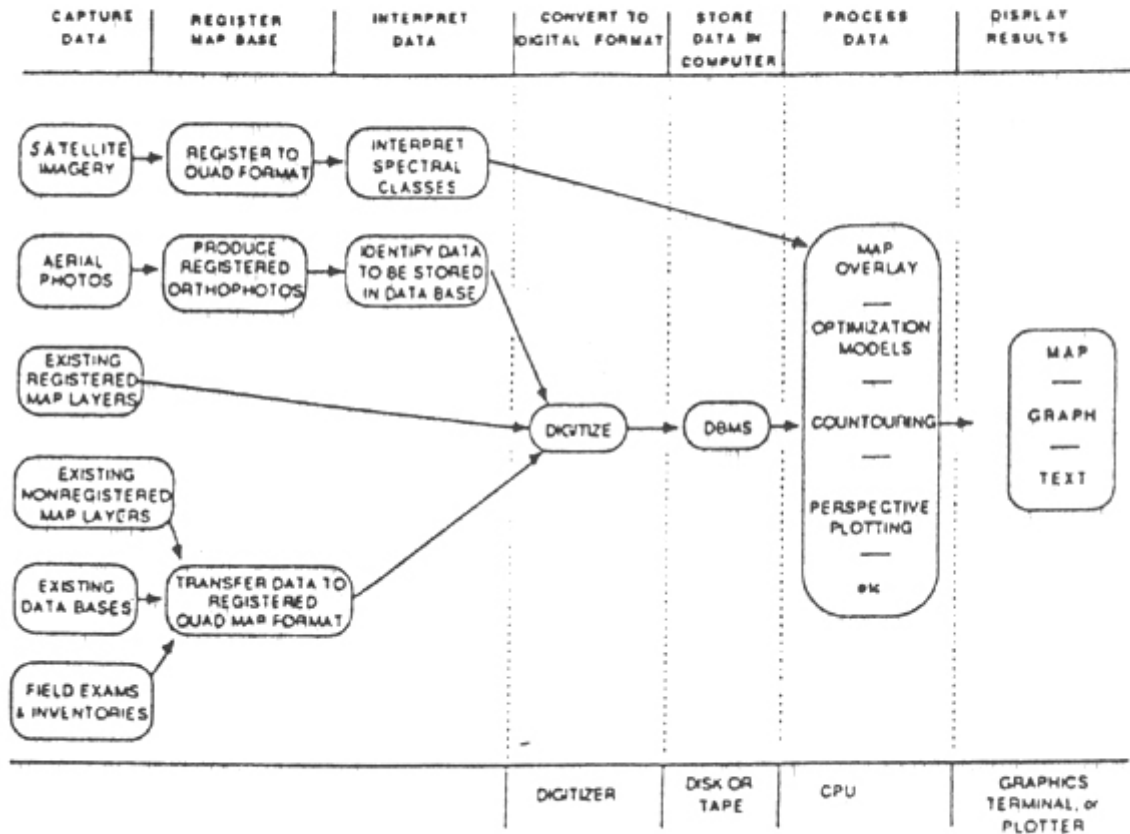 CAPTURE DATA
REGISTER MAP BASE
INTERPRET DATA
CONVERT TO DIGITAL FORMAT
STORE DATA IN COMPUTER
PROCESS DATA
DISPLAY RESULTS
SATELLITE IMAGERY
REGISTER TO QUAD FORMAT
INTERPRET SPECTRAL CLASSES
AERIAL PHOTOS
PRODUCE REGISTERED ORTHOPHOTOS
IDENTIFY DATA TO BE STORED IN DATA BASE
EXISTING REGISTERED MAP LAYERS
EXISTING NONREGISTERED MAP LAYERS
EXISTING DATA BASES
FIELD EXAMS & INVENTORIES
TRANSFER DATA TO REGISTERED QUAD MAP FORMAT
DIGITIZE
DBMS
MAP OVERLAY
OPTIMIZATION MODELS
COUNTOURING
PERSPECTIVE PLOTTING
etc
MAP
GRAPH
TEXT
DIGITIZER
DISK OR TAPE
CPU
GRAPHICS TERMINAL, or PLOTTER